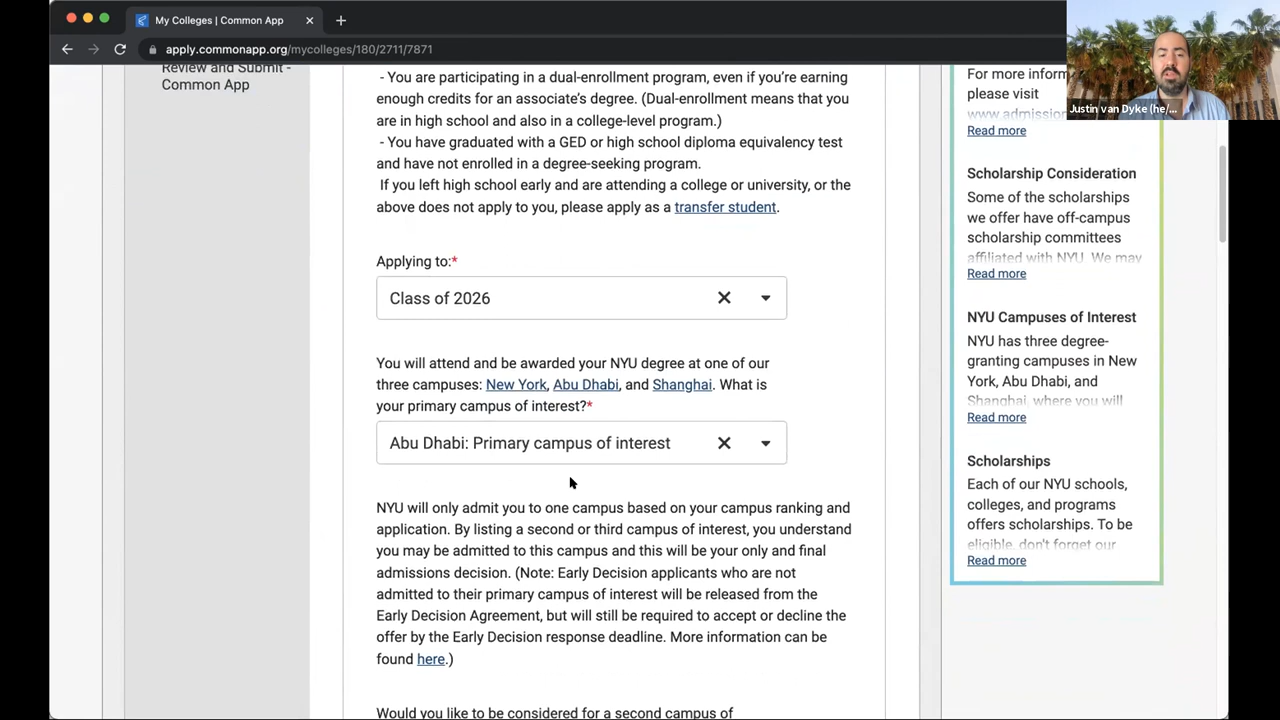 My Colleges | Common App
apply.commonapp.org/mycolleges/180/2711/7871
Justin van Dyke (he/...
Review and Submit -
Common App
- You are participating in a dual-enrollment program, even if you're earning
enough credits for an associate's degree. (Dual-enrollment means that you
are in high school and also in a college-level program.)
- You have graduated with a GED or high school diploma equivalency test
and have not enrolled in a degree-seeking program.
If you left high school early and are attending a college or university, or the
above does not apply to you, please apply as a transfer student.
Applying to:*
Class of 2026
You will attend and be awarded your NYU degree at one of our
three campuses: New York, Abu Dhabi, and Shanghai. What is
your primary campus of interest?*
Abu Dhabi: Primary campus of interest
NYU will only admit you to one campus based on your campus ranking and
application. By listing a second or third campus of interest, you understand
you may be admitted to this campus and this will be your only and final
admissions decision. (Note: Early Decision applicants who are not
admitted to their primary campus of interest will be released from the
Early Decision Agreement, but will still be required to accept or decline the
offer by the Early Decision response deadline. More information can be
found here.)
Would you like to be considered for a second campus of
For more inform
please visit
www.admission
Read more
Scholarship Consideration
Some of the scholarships
we offer have off-campus
scholarship committees
affiliated with NYU. We may
Read more
NYU Campuses of Interest
NYU has three degree-
granting campuses in New
York, Abu Dhabi, and
Shanghai, where you will
Read more
Scholarships
Each of our NYU schools,
colleges, and programs
offers scholarships. To be
eligible, don't forget our
Read more